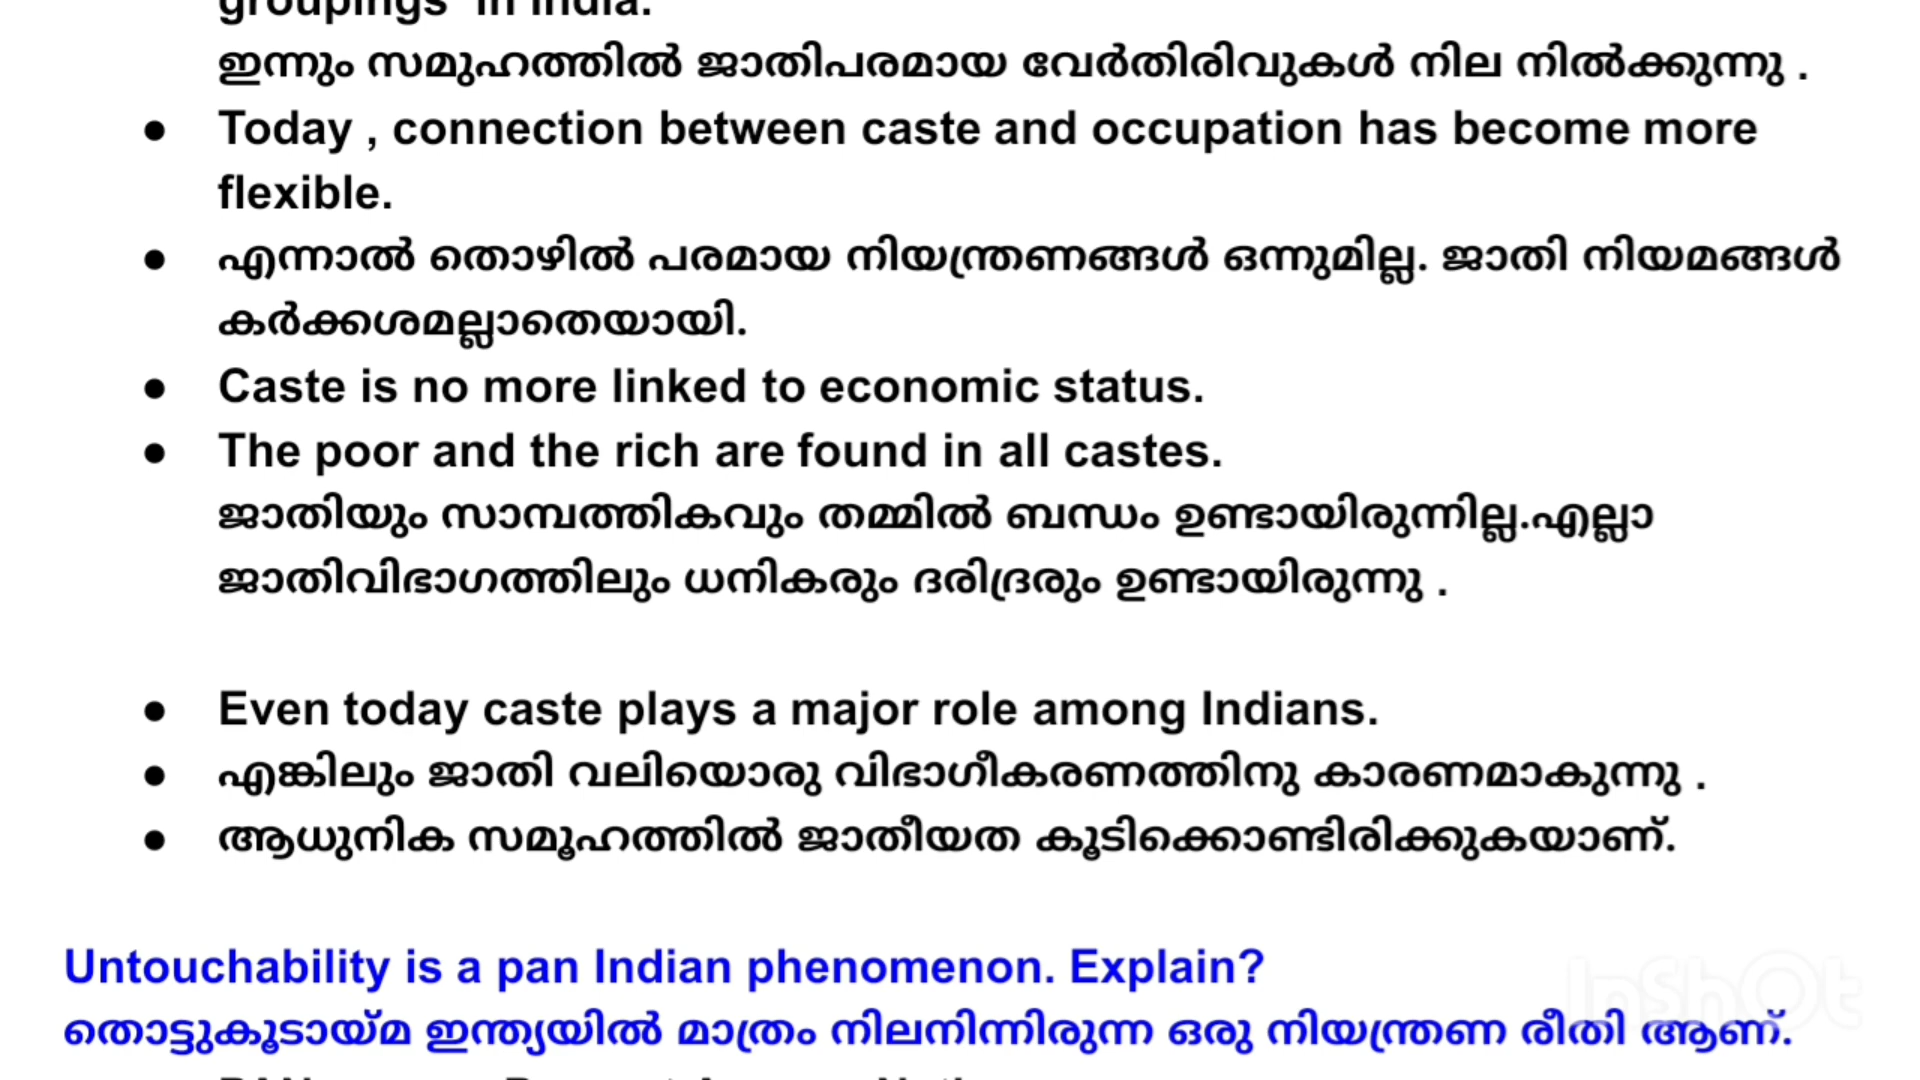 groupings in India.
ഇന്നും സമുഹത്തിൽ ജാതിപരമായ വേർതിരിവുകൾ നില നിൽക്കുന്നു .
● Today , connection between caste and occupation has become more
flexible.
● എന്നാൽ തൊഴിൽ പരമായ നിയന്ത്രണങ്ങൾ ഒന്നുമില്ല. ജാതി നിയമങ്ങൾ
കർക്കശമല്ലാതെയായി.
● Caste is no more linked to economic status.
● The poor and the rich are found in all castes.
ജാതിയും സാമ്പത്തികവും തമ്മിൽ ബന്ധം ഉണ്ടായിരുന്നില്ല.എല്ലാ
ജാതിവിഭാഗത്തിലും ധനികരും ദരിദ്രരും ഉണ്ടായിരുന്നു .
● Even today caste plays a major role among Indians.
● എങ്കിലും ജാതി വലിയൊരു വിഭാഗീകരണത്തിനു കാരണമാകുന്നു .
● ആധുനിക സമൂഹത്തിൽ ജാതീയത കൂടിക്കൊണ്ടിരിക്കുകയാണ്.
Untouchability is a pan Indian phenomenon. Explain?
തൊട്ടുകൂടായ്മ ഇന്ത്യയിൽ മാത്രം നിലനിന്നിരുന്ന ഒരു നിയന്ത്രണ രീതി ആണ്.
InShOt